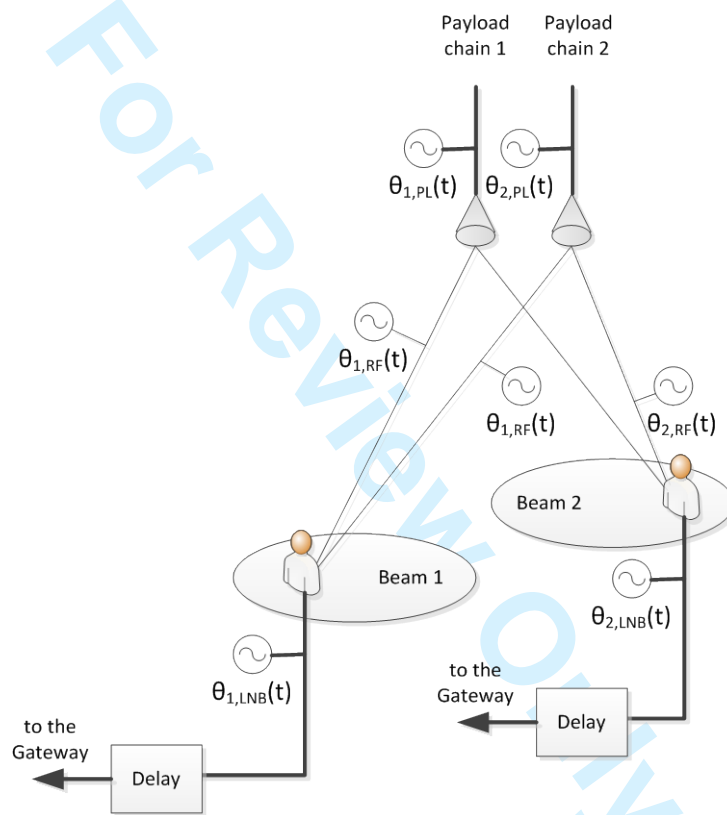 Payload
chain 1
Payload
chain 2
θ1,PL(t)
θ2,PL(t)
θ1,RF(t)
θ1,RF(t)
θ2,RF(t)
Beam 2
Beam 1
θ2,LNB(t)
θ1,LNB(t)
to the
Gateway
Delay
to the
Gateway
Delay
For Review Only